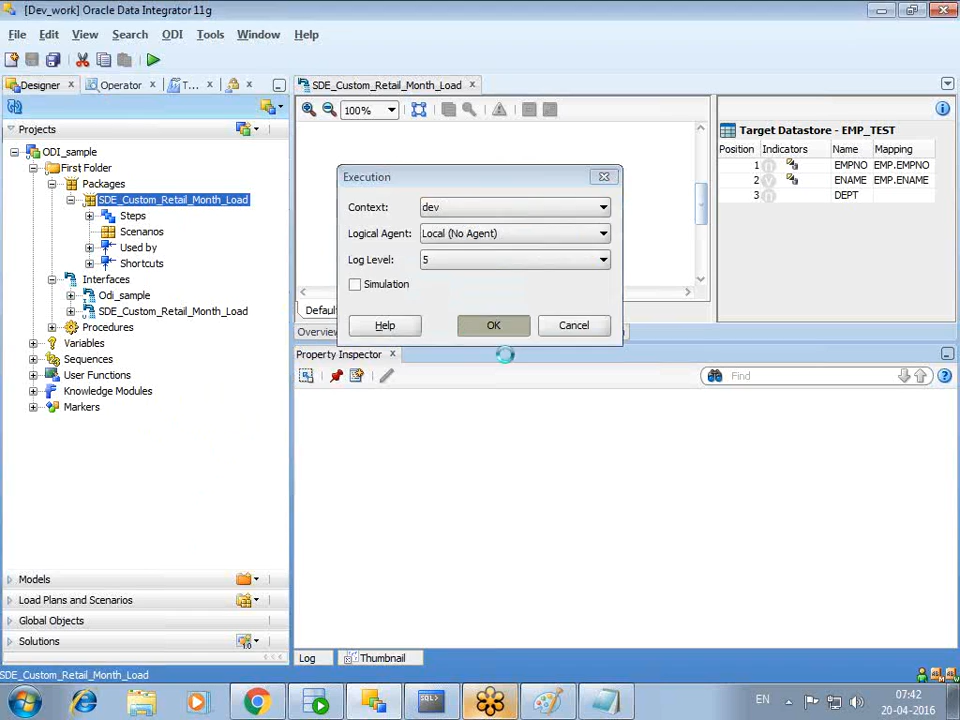 [Dev_work] Oracle Data Integrator 11g
File Edit View Search ODI Tools Window Help
Designer
Operator
T...
SDE_Custom_Retail_Month_Load
100%
Projects
ODI_sample
First Folder
Packages
SDE_Custom_Retail_Month_Load
Steps
Scenarios
Used by
Shortcuts
Interfaces
Odi_sample
SDE_Custom_Retail_Month_Load
Procedures
Variables
Sequences
User Functions
Knowledge Modules
Markers
Models
Load Plans and Scenarios
Global Objects
Solutions
Target Datastore - EMP_TEST
Position Indicators Name Mapping
1 EMPNO EMP.EMPNO
2 ENAME EMP.ENAME
3 DEPT
Execution
Context: dev
Logical Agent: Local (No Agent)
Log Level: 5
Simulation
Help OK Cancel
Defaul
Overview
Property Inspector
Find
Log Thumbnail
SDE_Custom_Retail_Month_Load
EN
07:42
20-04-2016